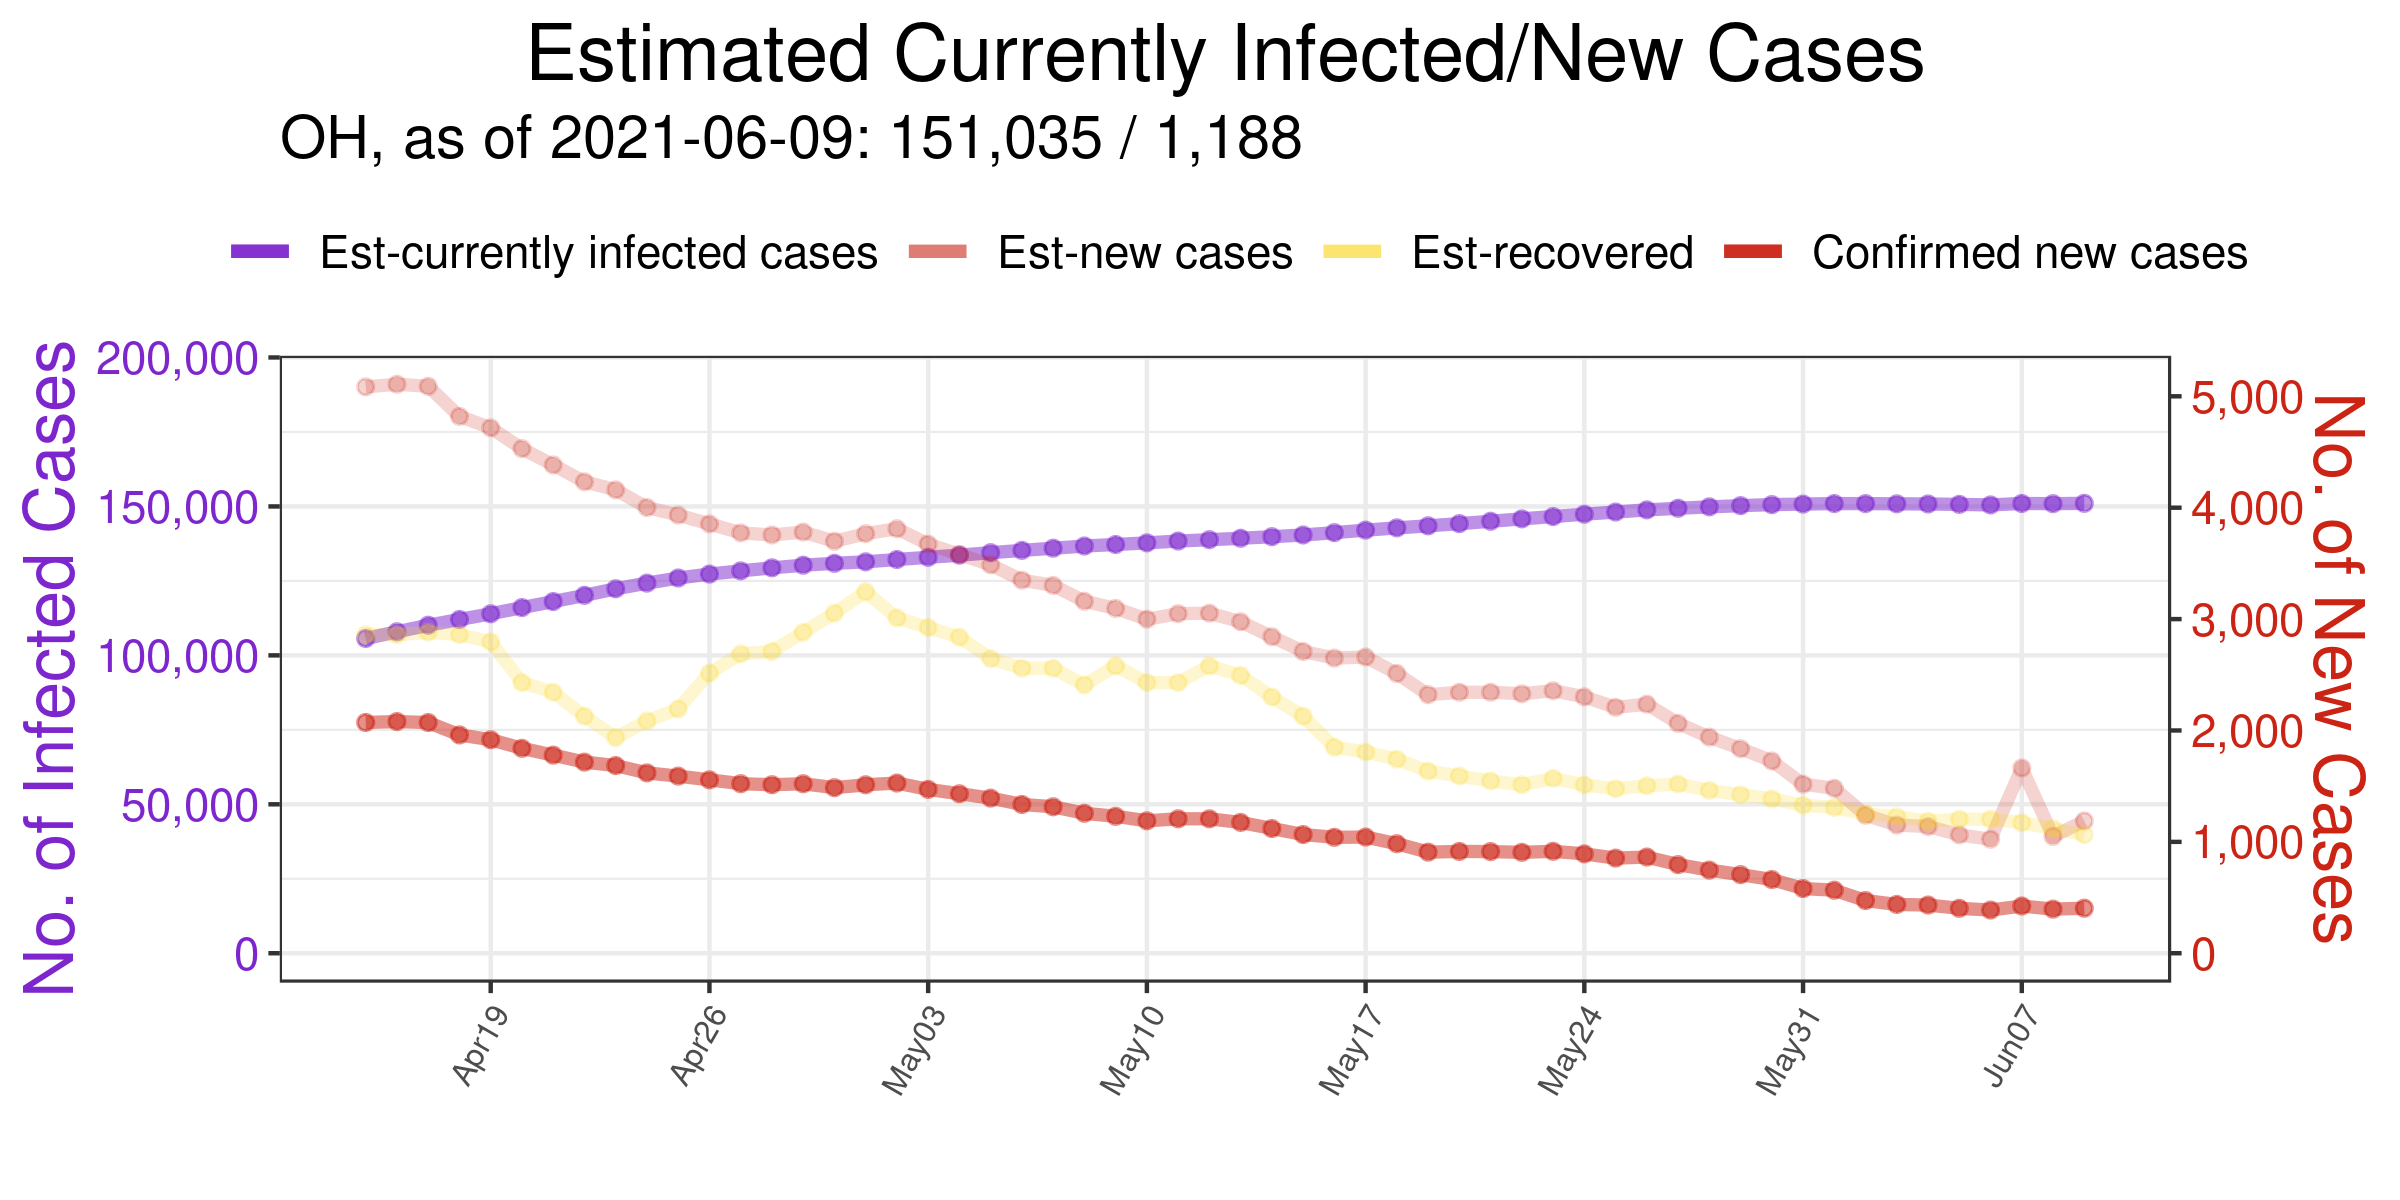 Estimated Currently Infected/New Cases
OH, as of 2021-06-09: 151,035 / 1,188
Est-currently infected cases Est-new cases Est-recovered Confirmed new cases
No. of Infected Cases
200,000
150,000
100,000
50,000
0
5,000
4,000
3,000
2,000
1,000
0
No. of New Cases
Apr19 Apr26 May03 May10 May17 May24 May31 Jun07